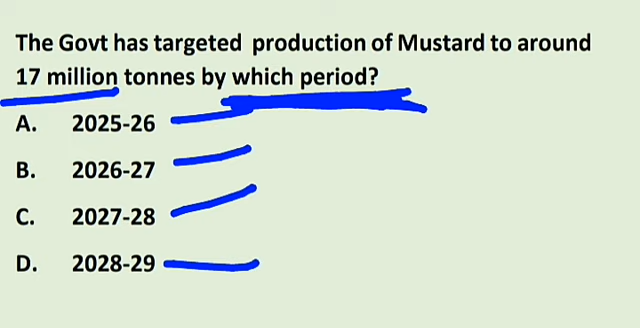 The Govt has targeted production of Mustard to around
17 million tonnes by which period?
A. 2025-26
B. 2026-27
C. 2027-28
D. 2028-29